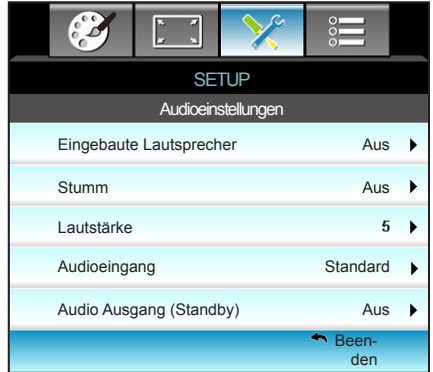 SETUP
Audioeinstellungen
Eingebaute Lautsprecher Aus
Stumm Aus
Lautstärke 5
Audioeingang Standard
Audio Ausgang (Standby) Aus
Been-
den